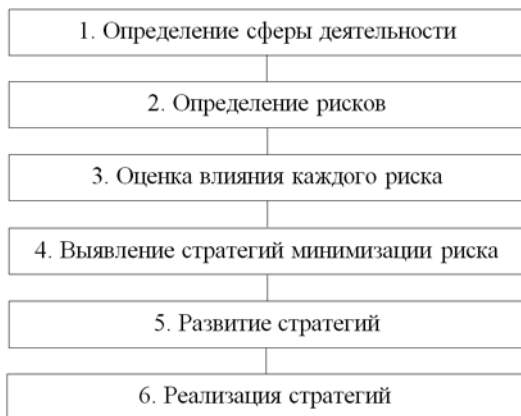 1. Определение сферы деятельности
2. Определение рисков
3. Оценка влияния каждого риска
4. Выявление стратегий минимизации риска
5. Развитие стратегий
6. Реализация стратегий